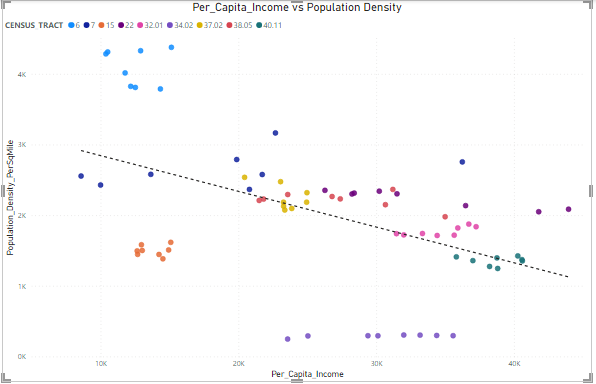 Per_Capita_Income vs Population Density
CENSUS_TRACT 6 7 15 22 32.01 34.02 37.02 38.05 40.11
Population_Density_PerSqMile
4K
3K
2K
1K
0K
10K 20K 30K 40K
Per_Capita_Income